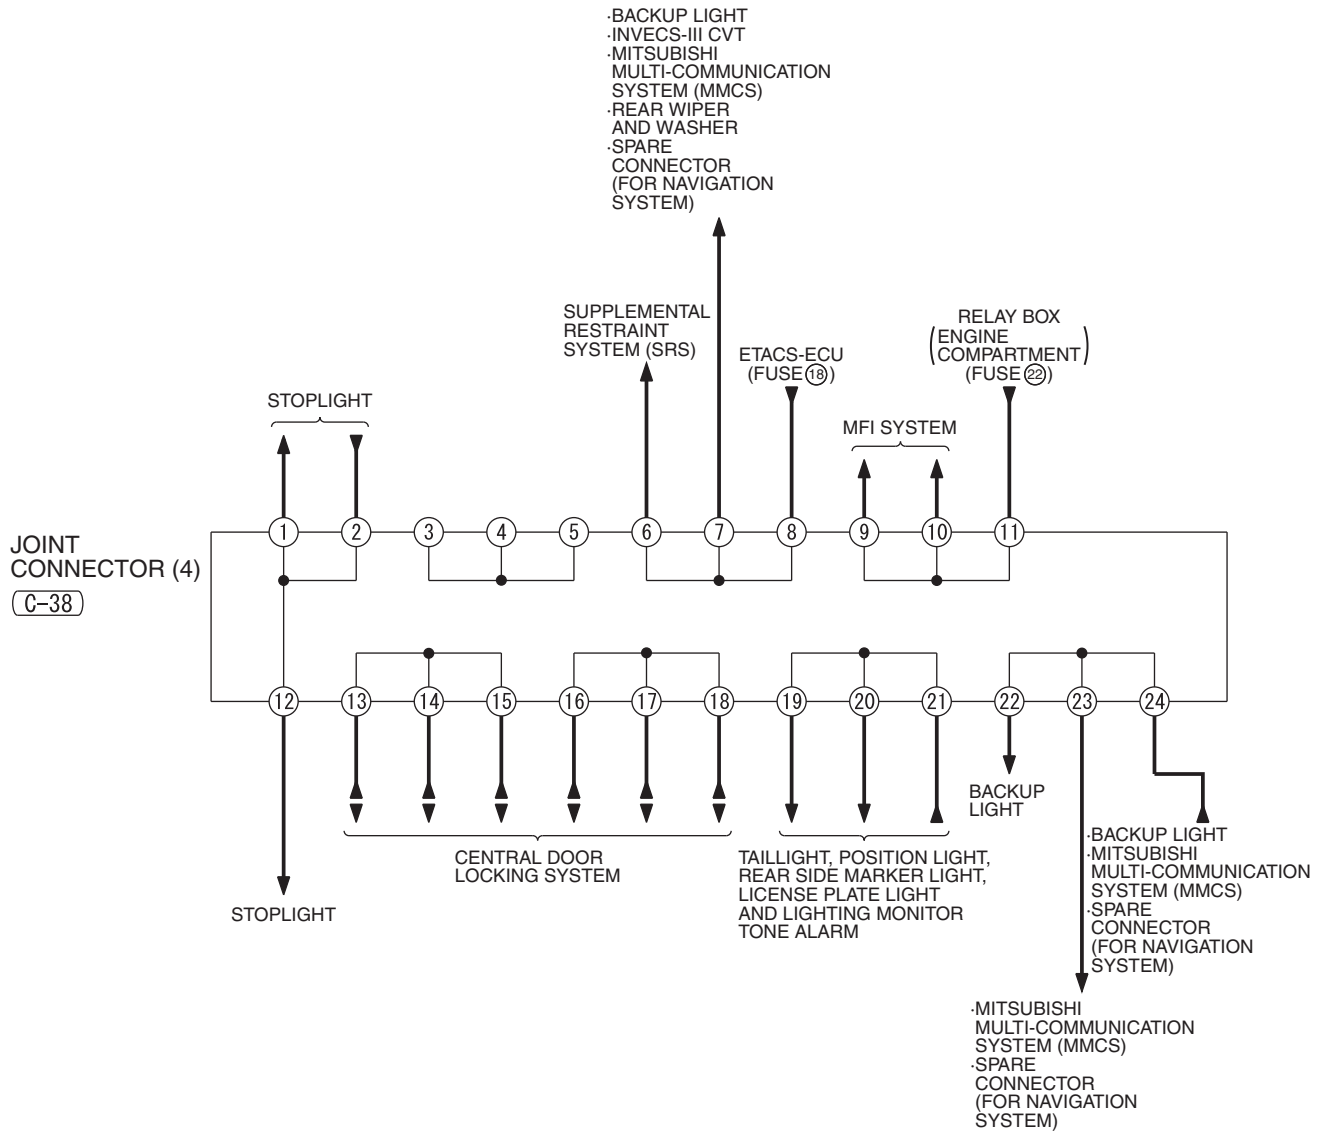 ·BACKUP LIGHT
·INVECS-III CVT
·MITSUBISHI
MULTI-COMMUNICATION
SYSTEM (MMCS)
·REAR WIPER
AND WASHER
·SPARE
CONNECTOR
(FOR NAVIGATION
SYSTEM)
SUPPLEMENTAL
RESTRAINT
SYSTEM (SRS)
ETACS-ECU
(FUSE 18)
RELAY BOX
(ENGINE
COMPARTMENT)
(FUSE 22)
STOPLIGHT
MFI SYSTEM
1 2 3 4 5 6 7 8 9 10 11
JOINT
CONNECTOR (4)
C-38
12 13 14 15 16 17 18 19 20 21 22 23 24
STOPLIGHT
CENTRAL DOOR
LOCKING SYSTEM
TAILLIGHT, POSITION LIGHT,
REAR SIDE MARKER LIGHT,
LICENSE PLATE LIGHT
AND LIGHTING MONITOR
TONE ALARM
BACKUP
LIGHT
·BACKUP LIGHT
·MITSUBISHI
MULTI-COMMUNICATION
SYSTEM (MMCS)
·SPARE
CONNECTOR
(FOR NAVIGATION
SYSTEM)
·MITSUBISHI
MULTI-COMMUNICATION
SYSTEM (MMCS)
·SPARE
CONNECTOR
(FOR NAVIGATION
SYSTEM)